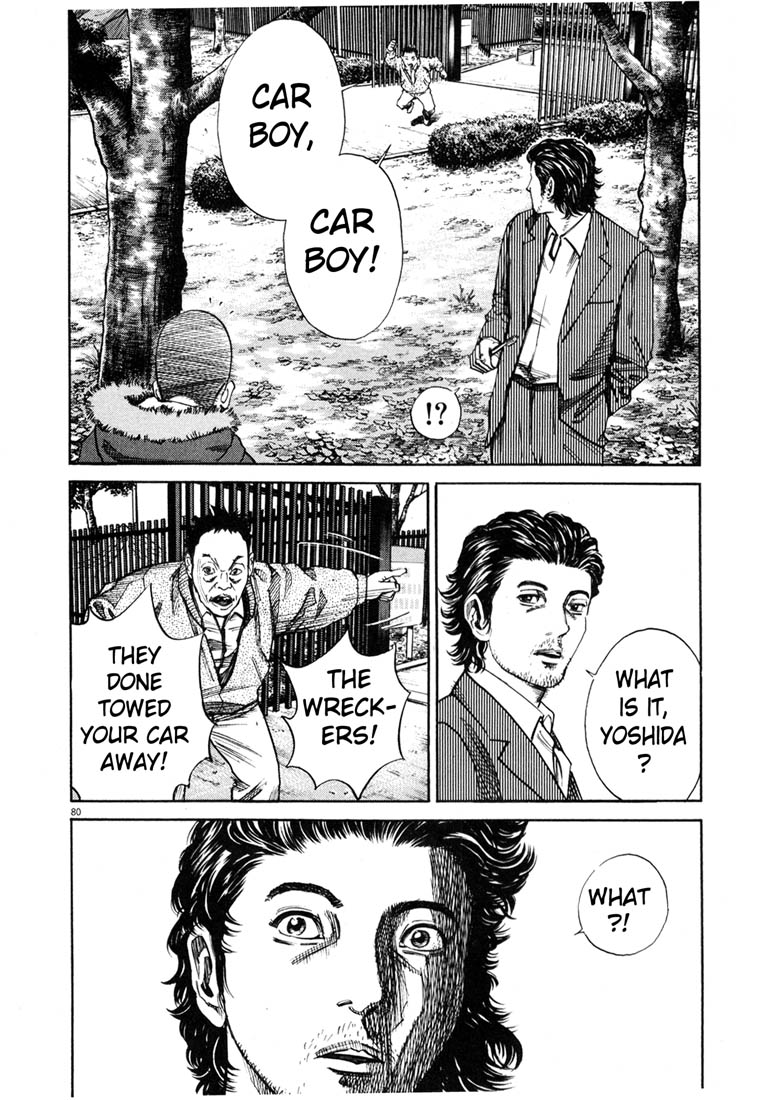 CAR
BOY,
CAR
BOY!
!?
WHAT
IS IT,
YOSHIDA
?
THE
WRECK-
ERS!
THEY
DONE
TOWED
YOUR CAR
AWAY!
80
WHAT
?!